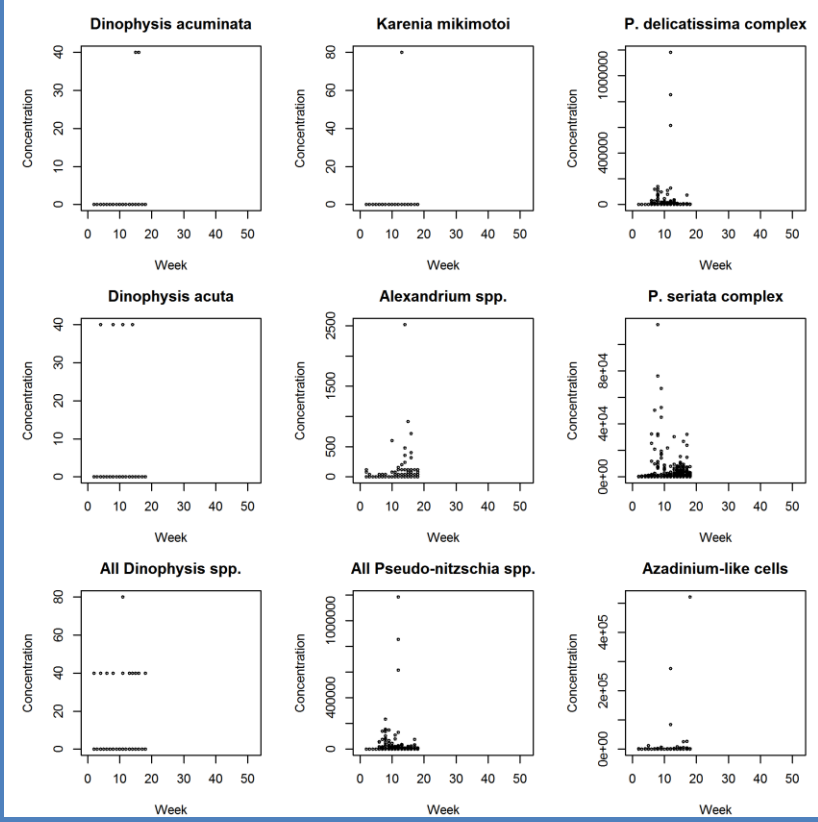 Dinophysis acuminata
Concentration
0 10 20 30 40
0 10 20 30 40 50
Week
Karenia mikimotoi
Concentration
0 20 40 60 80
0 10 20 30 40 50
Week
P. delicatissima complex
Concentration
0 400000 1000000
0 10 20 30 40 50
Week
Dinophysis acuta
Concentration
0 10 20 30 40
0 10 20 30 40 50
Week
Alexandrium spp.
Concentration
0 500 1500 2500
0 10 20 30 40 50
Week
P. seriata complex
Concentration
0e+00 4e+04 8e+04
0 10 20 30 40 50
Week
All Dinophysis spp.
Concentration
0 20 40 60 80
0 10 20 30 40 50
Week
All Pseudo-nitzschia spp.
Concentration
0 400000 1000000
0 10 20 30 40 50
Week
Azadinium-like cells
Concentration
0e+00 2e+05 4e+05
0 10 20 30 40 50
Week